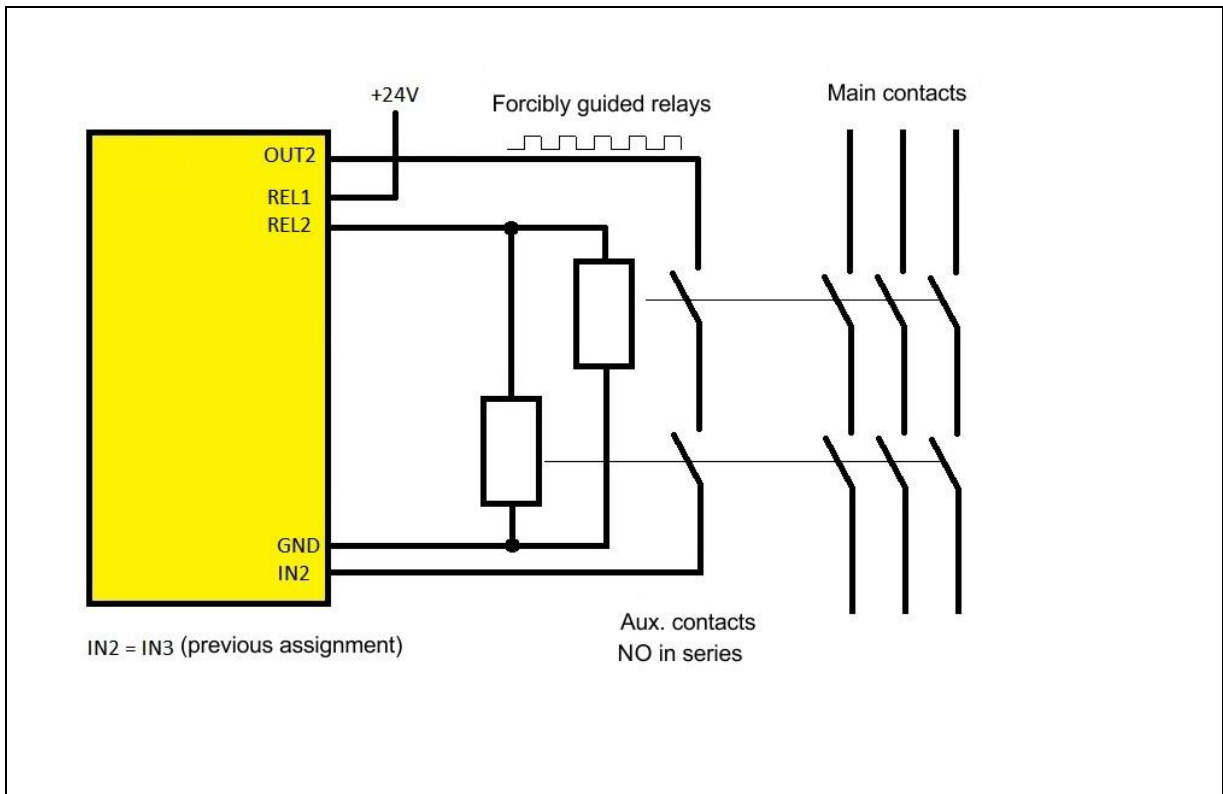 +24V
Forcibly guided relays
Main contacts
OUT2
REL1
REL2
GND
IN2
IN2 = IN3 (previous assignment)
Aux. contacts
NO in series